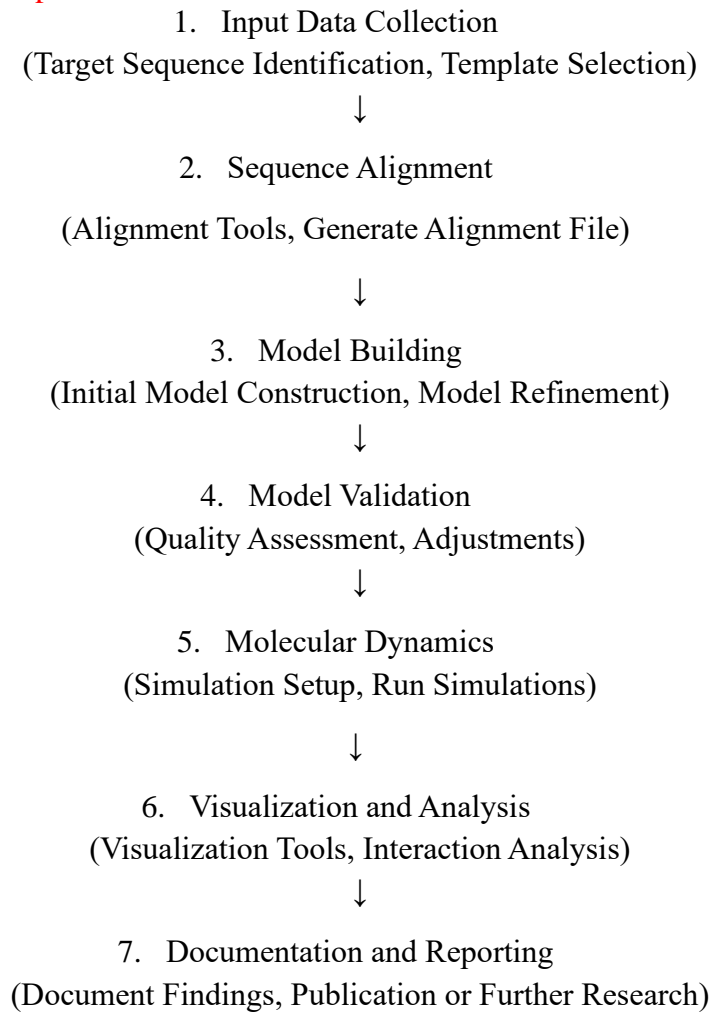 1. Input Data Collection
(Target Sequence Identification, Template Selection)
↓
2. Sequence Alignment
(Alignment Tools, Generate Alignment File)
↓
3. Model Building
(Initial Model Construction, Model Refinement)
↓
4. Model Validation
(Quality Assessment, Adjustments)
↓
5. Molecular Dynamics
(Simulation Setup, Run Simulations)
↓
6. Visualization and Analysis
(Visualization Tools, Interaction Analysis)
↓
7. Documentation and Reporting
(Document Findings, Publication or Further Research)